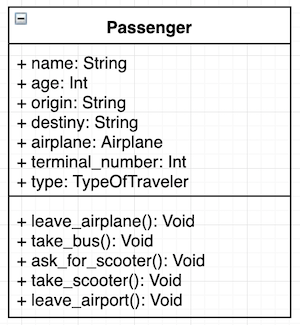 Passenger
+ name: String
+ age: Int
+ origin: String
+ destiny: String
+ airplane: Airplane
+ terminal_number: Int
+ type: TypeOfTraveler
+ leave_airplane(): Void
+ take_bus(): Void
+ ask_for_scooter(): Void
+ take_scooter(): Void
+ leave_airport(): Void